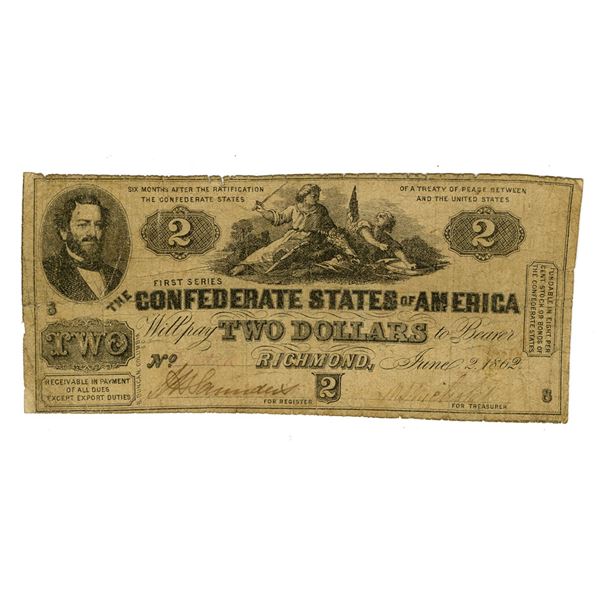 SIX MONTHS AFTER THE RATIFICATION OF A TREATY OF PEACE BETWEEN
THE CONFEDERATE STATES AND THE UNITED STATES
2 2
FIRST SERIES
THE CONFEDERATE STATES OF AMERICA
Will pay TWO DOLLARS to Bearer
FUNDABLE IN EIGHT PER
CENT STOCK OR BONDS OF
THE CONFEDERATE STATES
8
TWO
No
RICHMOND, June 2, 1862
RECEIVABLE IN PAYMENT
OF ALL DUES
EXCEPT EXPORT DUTIES
2
FOR REGISTER
FOR TREASURER
8